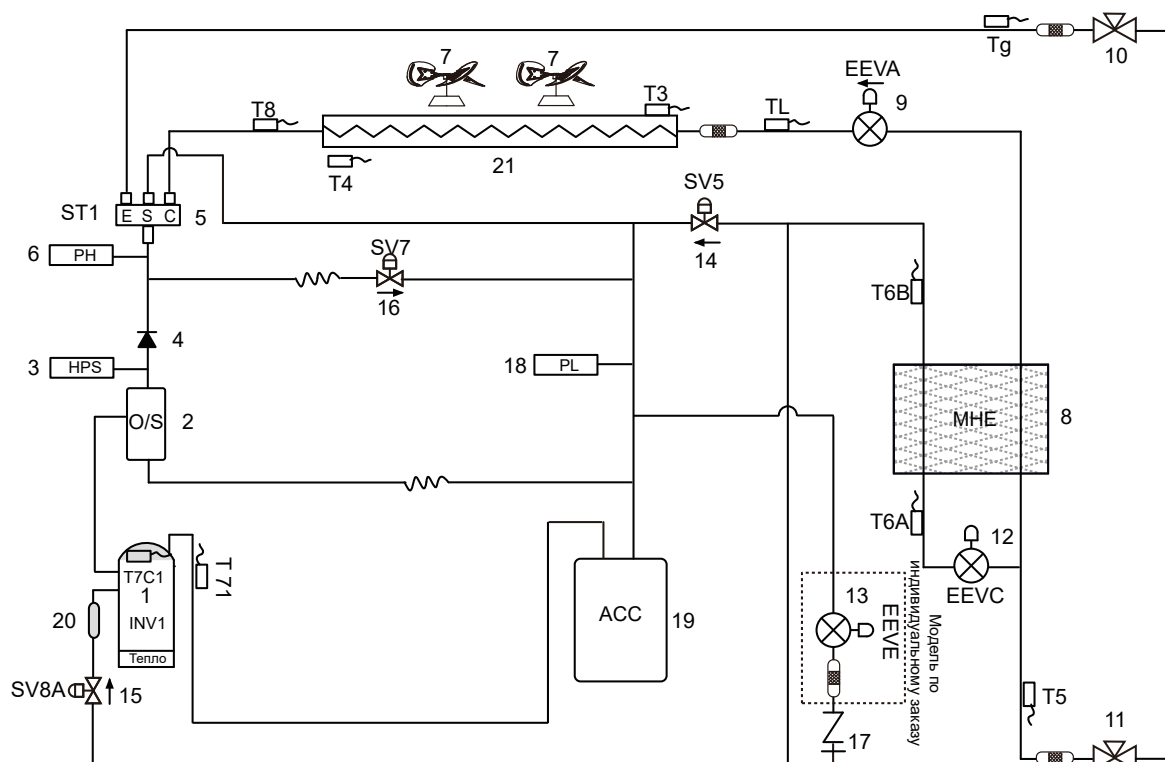 Tg
10
7
7
EEVA
9
T8
T3
TL
T4
21
ST1
E S C
5
SV5
14
6
PH
SV7
16
T6B
4
3
HPS
18
PL
O/S
2
MHE
8
T6A
12
EEVC
T7C1
1
INV1
Тепло
T 71
20
ACC
19
13
EEVE
Модель по
индивидуальному заказу
SV8A
15
17
T5
11